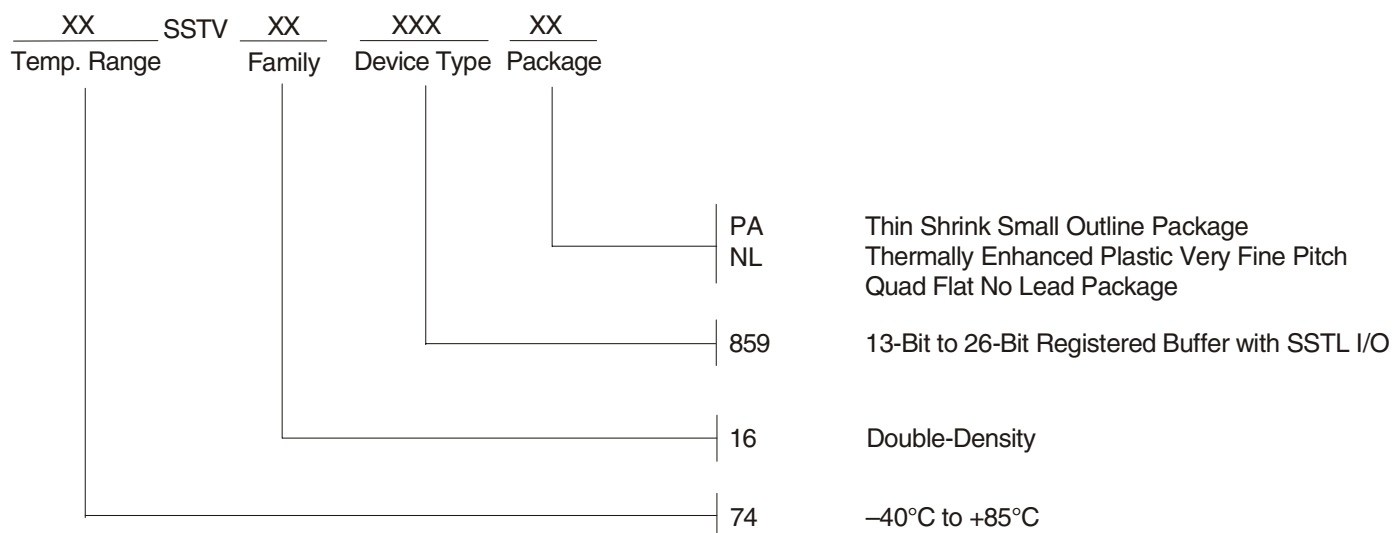 XX SSTV XX XXX XX
Temp. Range Family Device Type Package
PA Thin Shrink Small Outline Package
NL Thermally Enhanced Plastic Very Fine Pitch
Quad Flat No Lead Package
859 13-Bit to 26-Bit Registered Buffer with SSTL I/O
16 Double-Density
74 –40°C to +85°C